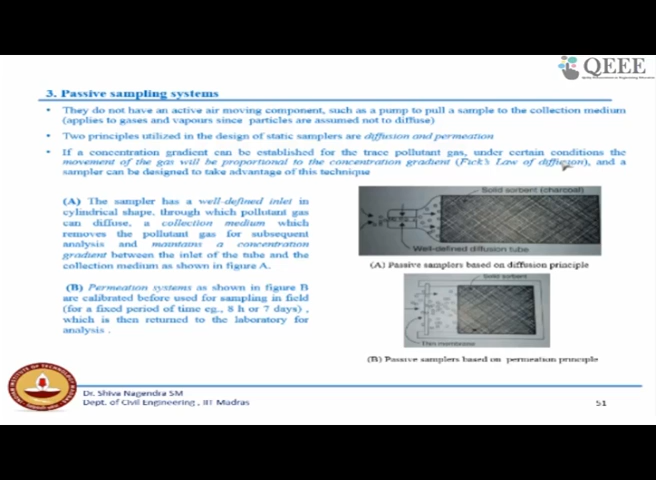 QEEE
3. Passive sampling systems
• They do not have an active air moving component, such as a pump to pull a sample to the collection medium
(applies to gases and vapours since particles are assumed not to diffuse)
• Two principles utilized in the design of static samplers are diffusion and permeation
• If a concentration gradient can be established for the trace pollutant gas, under certain conditions the
movement of the gas will be proportional to the concentration gradient (Fick's Law of diffusion), and a
sampler can be designed to take advantage of this technique
(A) The sampler has a well-defined inlet in
cylindrical shape, through which pollutant gas
can diffuse, a collection medium which
removes the pollutant gas for subsequent
analysis and maintains a concentration
gradient between the inlet of the tube and the
collection medium as shown in figure A.
Solid sorbent (charcoal)
Well-defined diffusion tube
(A) Passive samplers based on diffusion principle
(B) Permeation systems as shown in figure B
are calibrated before used for sampling in field
(for a fixed period of time eg., 8 h or 7 days) ,
which is then returned to the laboratory for
analysis .
Solid sorbent
Thin membrane
(B) Passive samplers based on permeation principle
Dr. Shiva Nagendra SM
Dept. of Civil Engineering , IIT Madras
51